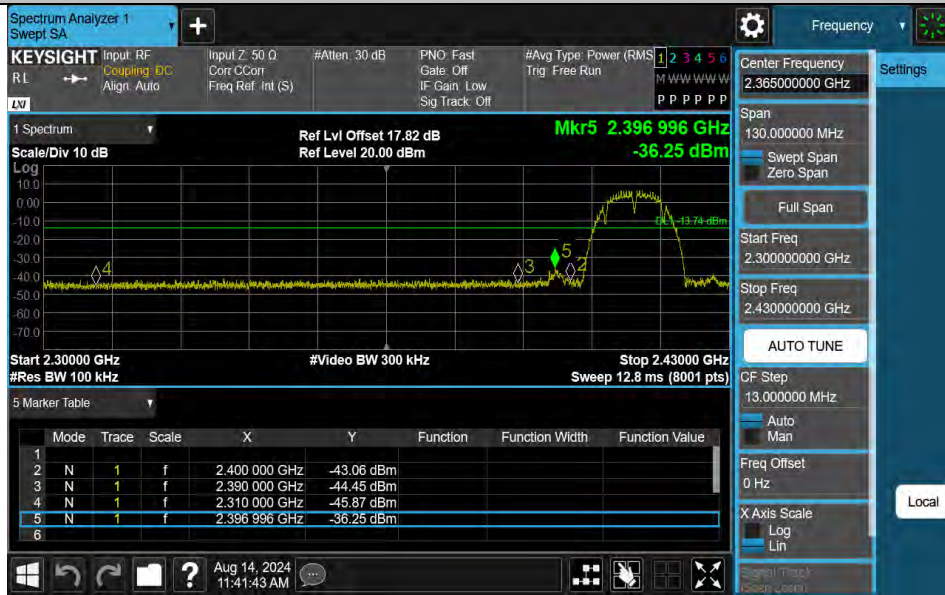 Spectrum Analyzer 1
Swept SA
+
Frequency
KEYSIGHT
RL
LXI
Input: RF
Coupling: DC
Align: Auto
Input Z: 50 Ω
Corr CCorr
Freq Ref: Int (S)
#Atten: 30 dB
PNO: Fast
Gate: Off
IF Gain: Low
Sig Track: Off
#Avg Type: Power (RMS
Trig: Free Run
1 2 3 4 5 6
M W W W W W
P P P P P P
1 Spectrum
Scale/Div 10 dB
Ref Lvl Offset 17.82 dB
Ref Level 20.00 dBm
Mkr5 2.396 996 GHz
-36.25 dBm
Log
10.0
0.00
-10.0
-20.0
-30.0
-40.0
-50.0
-60.0
-70.0
DL1 -13.74 dBm
4
3
5
2
Start 2.30000 GHz
#Video BW 300 kHz
Stop 2.43000 GHz
#Res BW 100 kHz
Sweep 12.8 ms (8001 pts)
5 Marker Table
Mode Trace Scale X Y Function Function Width Function Value
1
2 N 1 f 2.400 000 GHz -43.06 dBm
3 N 1 f 2.390 000 GHz -44.45 dBm
4 N 1 f 2.310 000 GHz -45.87 dBm
5 N 1 f 2.396 996 GHz -36.25 dBm
6
?
Aug 14, 2024
11:41:43 AM
Center Frequency
2.365000000 GHz
Span
130.000000 MHz
Swept Span
Zero Span
Full Span
Start Freq
2.300000000 GHz
Stop Freq
2.430000000 GHz
AUTO TUNE
CF Step
13.000000 MHz
Auto
Man
Freq Offset
0 Hz
X Axis Scale
Log
Lin
Signal Track
(Span Zoom)
Settings
Local